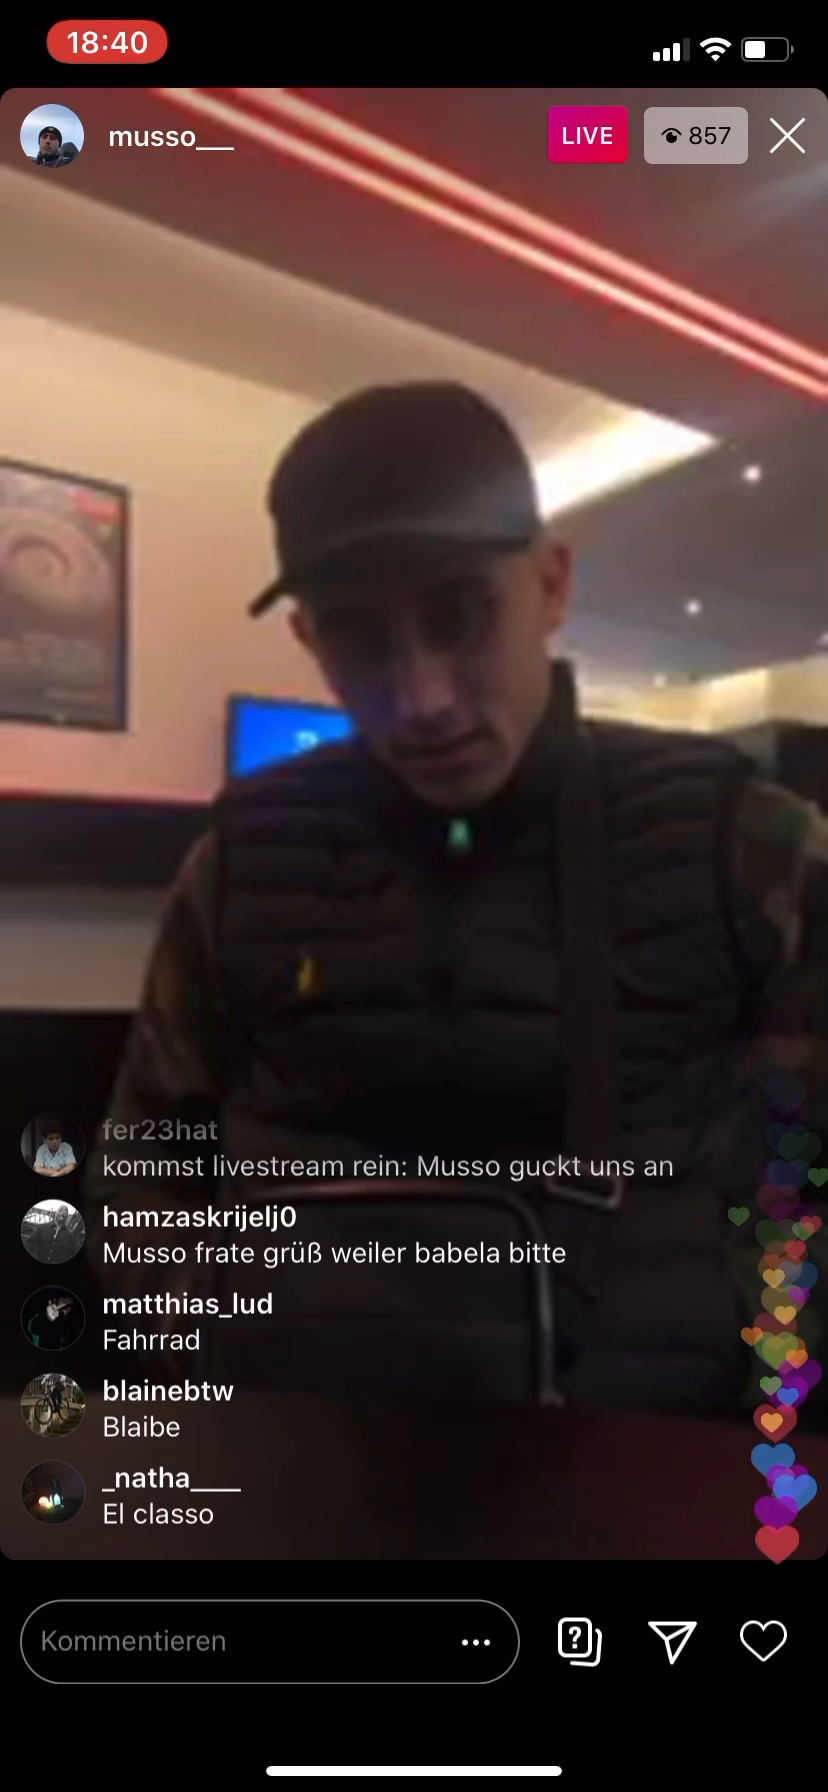 18:40
musso___
LIVE
857
fer23hat
kommst livestream rein: Musso guckt uns an
hamzaskrijelj0
Musso frate grüß weiler babela bitte
matthias_lud
Fahrrad
blainebtw
Blaibe
_natha____
El classo
Kommentieren